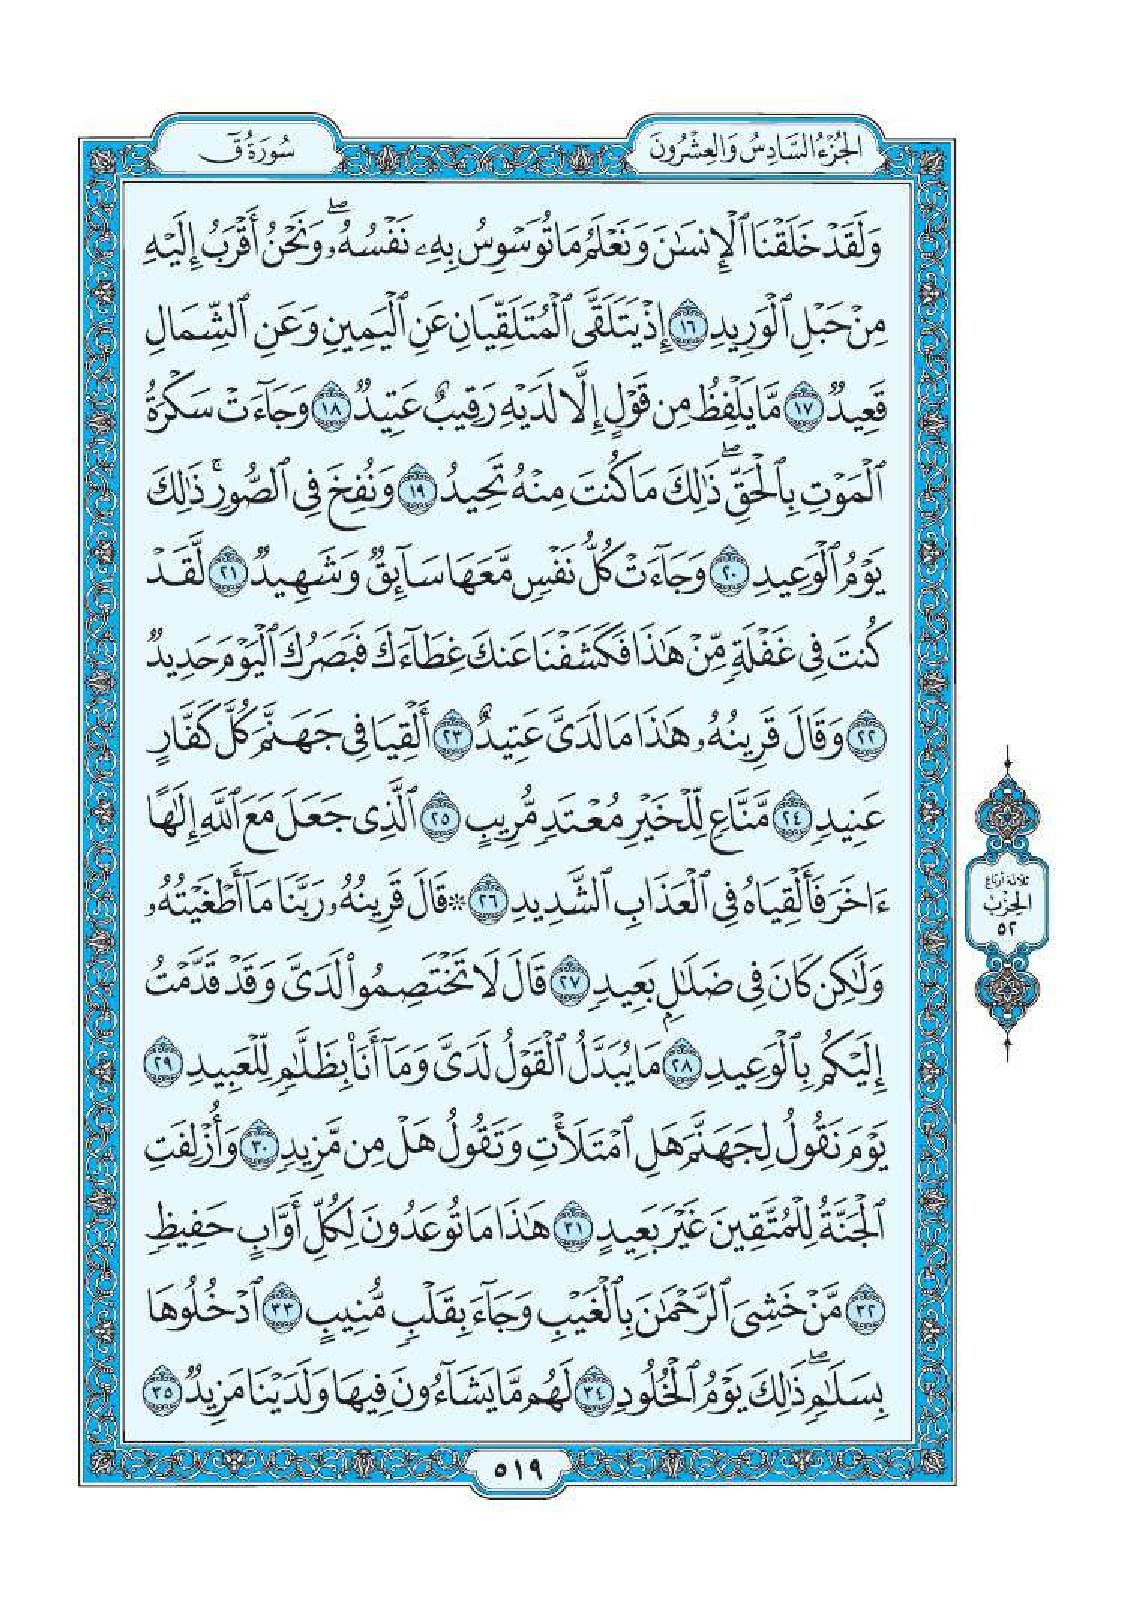 الجُزْءُ السَّادِسُ وَالعِشْرُونَ
سُورَةُ قٓ
وَلَقَدْ خَلَقْنَا ٱلْإِنسَٰنَ وَنَعْلَمُ مَا تُوَسْوِسُ بِهِۦ نَفْسُهُۥۖ وَنَحْنُ أَقْرَبُ إِلَيْهِ
مِنْ حَبْلِ ٱلْوَرِيدِ ١٦ إِذْ يَتَلَقَّى ٱلْمُتَلَقِّيَانِ عَنِ ٱلْيَمِينِ وَعَنِ ٱلشِّمَالِ
قَعِيدٌ ١٧ مَّا يَلْفِظُ مِن قَوْلٍ إِلَّا لَدَيْهِ رَقِيبٌ عَتِيدٌ ١٨ وَجَآءَتْ سَكْرَةُ
ٱلْمَوْتِ بِٱلْحَقِّۖ ذَٰلِكَ مَا كُنتَ مِنْهُ تَحِيدُ ١٩ وَنُفِخَ فِى ٱلصُّورِۚ ذَٰلِكَ
يَوْمُ ٱلْوَعِيدِ ٢٠ وَجَآءَتْ كُلُّ نَفْسٍ مَّعَهَا سَآئِقٌ وَشَهِيدٌ ٢١ لَّقَدْ
كُنتَ فِى غَفْلَةٍ مِّنْ هَٰذَا فَكَشَفْنَا عَنكَ غِطَآءَكَ فَبَصَرُكَ ٱلْيَوْمَ حَدِيدٌ
٢٢ وَقَالَ قَرِينُهُۥ هَٰذَا مَا لَدَىَّ عَتِيدٌ ٢٣ أَلْقِيَا فِى جَهَنَّمَ كُلَّ كَفَّارٍ
عَنِيدٍ ٢٤ مَّنَّاعٍ لِّلْخَيْرِ مُعْتَدٍ مُّرِيبٍ ٢٥ ٱلَّذِى جَعَلَ مَعَ ٱللَّهِ إِلَٰهًا
ءَاخَرَ فَأَلْقِيَاهُ فِى ٱلْعَذَابِ ٱلشَّدِيدِ ٢٦ ۞ قَالَ قَرِينُهُۥ رَبَّنَا مَآ أَطْغَيْتُهُۥ
وَلَٰكِن كَانَ فِى ضَلَٰلٍۭ بَعِيدٍ ٢٧ قَالَ لَا تَخْتَصِمُوا۟ لَدَىَّ وَقَدْ قَدَّمْتُ
إِلَيْكُم بِٱلْوَعِيدِ ٢٨ مَا يُبَدَّلُ ٱلْقَوْلُ لَدَىَّ وَمَآ أَنَا۠ بِظَلَّٰمٍ لِّلْعَبِيدِ ٢٩
يَوْمَ نَقُولُ لِجَهَنَّمَ هَلِ ٱمْتَلَأْتِ وَتَقُولُ هَلْ مِن مَّزِيدٍ ٣٠ وَأُزْلِفَتِ
ٱلْجَنَّةُ لِلْمُتَّقِينَ غَيْرَ بَعِيدٍ ٣١ هَٰذَا مَا تُوعَدُونَ لِكُلِّ أَوَّابٍ حَفِيظٍ
٣٢ مَّنْ خَشِىَ ٱلرَّحْمَٰنَ بِٱلْغَيْبِ وَجَآءَ بِقَلْبٍ مُّنِيبٍ ٣٣ ٱدْخُلُوهَا
بِسَلَٰمٍۖ ذَٰلِكَ يَوْمُ ٱلْخُلُودِ ٣٤ لَهُم مَّا يَشَآءُونَ فِيهَا وَلَدَيْنَا مَزِيدٌ ٣٥
ثلاثة أرباع
الحزب
٥٢
٥١٩